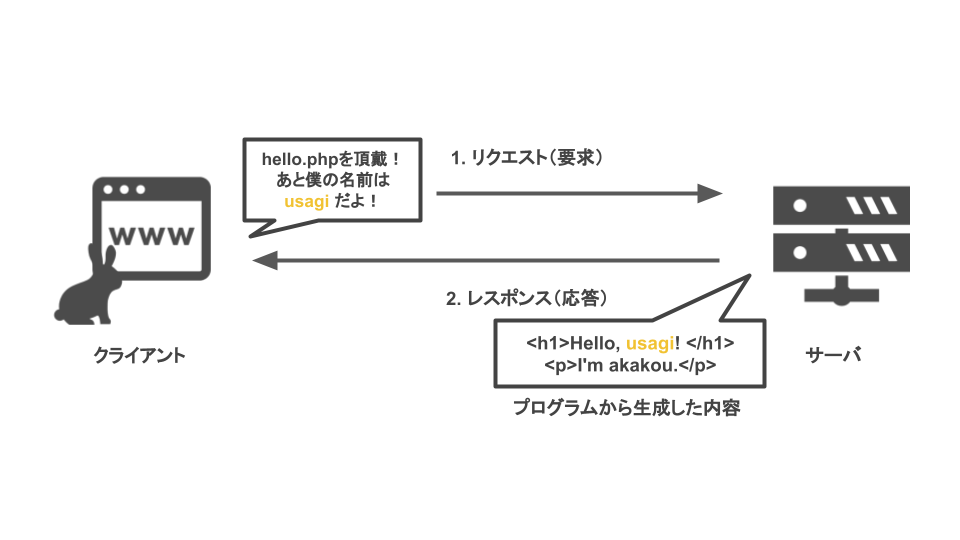 hello.phpを頂戴！
あと僕の名前は
usagi だよ！
1. リクエスト（要求）
www
2. レスポンス（応答）
<h1>Hello, usagi! </h1>
<p>I'm akakou.</p>
クライアント
サーバ
プログラムから生成した内容